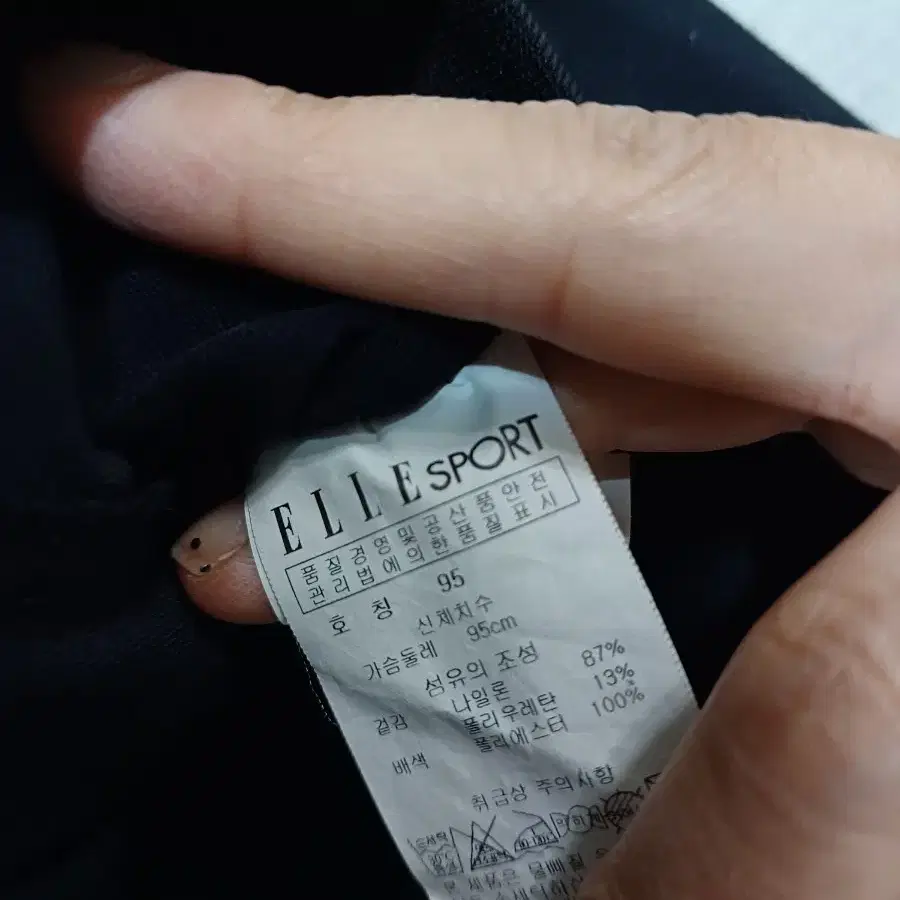 ELLE SPORT
품질경영및공산품안전
관리법에의한품질표시
호 칭 95
신체치수
가슴둘레 95cm
섬유의 조성
겉감 나일론 87%
폴리우레탄 13%
배색 폴리에스터 100%
취급상 주의사항